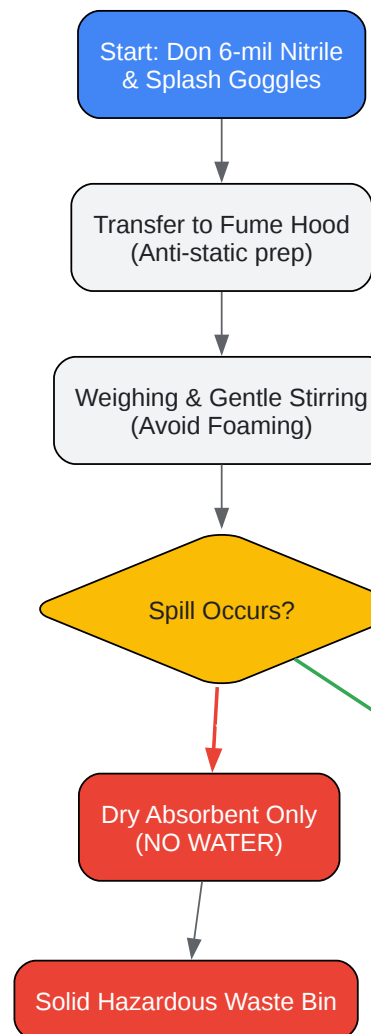 Start: Don 6-mil Nitrile
& Splash Goggles
Transfer to Fume Hood
(Anti-static prep)
Weighing & Gentle Stirring
(Avoid Foaming)
Spill Occurs?
Dry Absorbent Only
(NO WATER)
Solid Hazardous Waste Bin